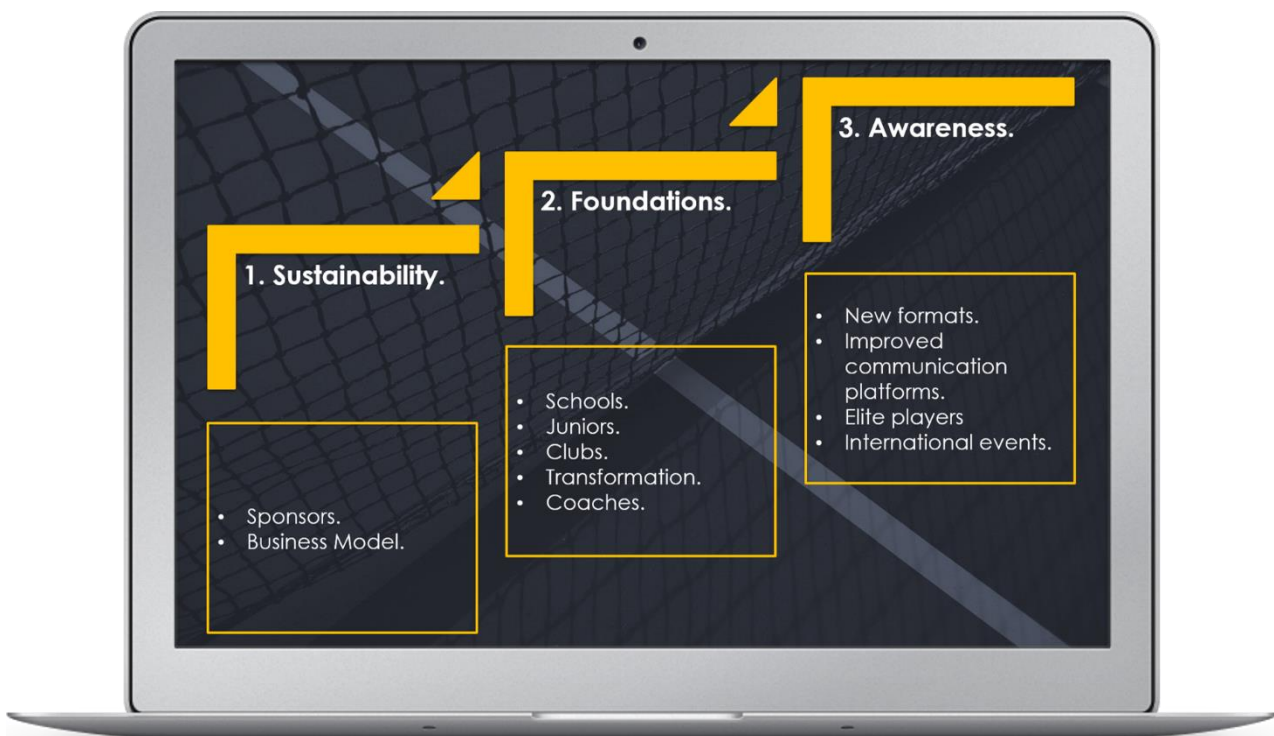 1. Sustainability.
• Sponsors.
• Business Model.
2. Foundations.
• Schools.
• Juniors.
• Clubs.
• Transformation.
• Coaches.
3. Awareness.
• New formats.
• Improved
communication
platforms.
• Elite players
• International events.